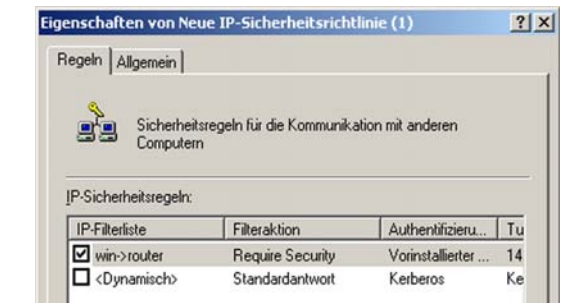 Eigenschaften von Neue IP-Sicherheitsrichtlinie (1)
Regeln Allgemein
Sicherheitsregeln für die Kommunikation mit anderen
Computern
IP-Sicherheitsregeln:
IP-Filterliste Filteraktion Authentifizieru... Tu
win->router Require Security Vorinstallierter ... 14
<Dynamisch> Standardantwort Kerberos Ke